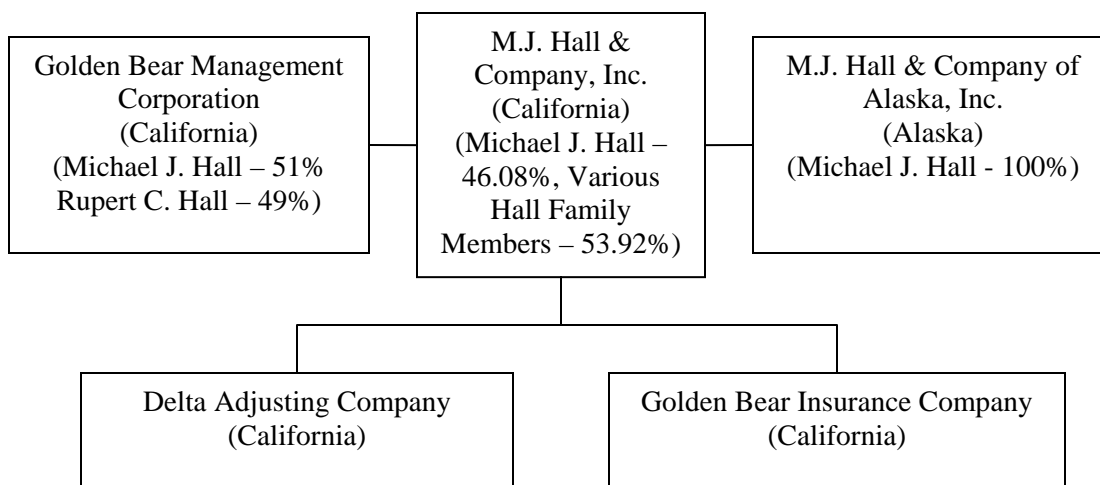 Golden Bear Management
Corporation
(California)
(Michael J. Hall – 51%
Rupert C. Hall – 49%)
M.J. Hall &
Company, Inc.
(California)
(Michael J. Hall –
46.08%, Various
Hall Family
Members – 53.92%)
M.J. Hall & Company of
Alaska, Inc.
(Alaska)
(Michael J. Hall - 100%)
Delta Adjusting Company
(California)
Golden Bear Insurance Company
(California)